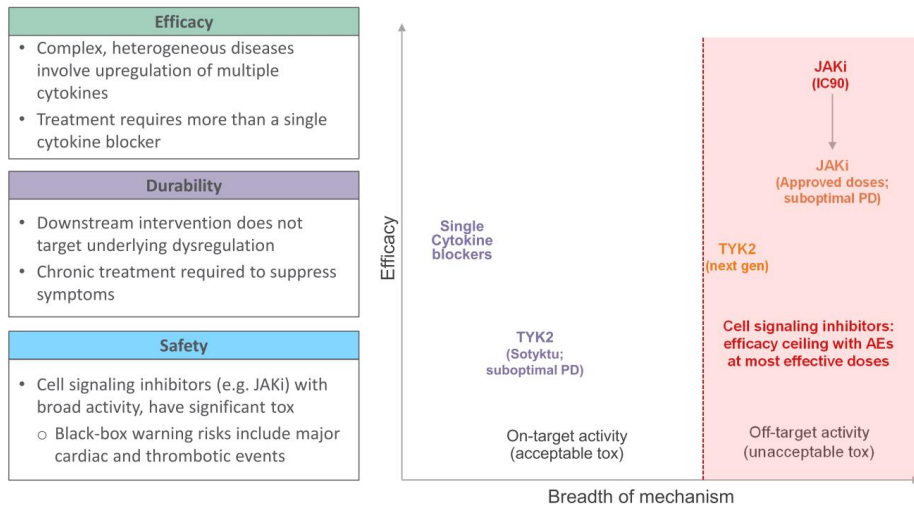 Efficacy
• Complex, heterogeneous diseases
involve upregulation of multiple
cytokines
• Treatment requires more than a single
cytokine blocker
Durability
• Downstream intervention does not
target underlying dysregulation
• Chronic treatment required to suppress
symptoms
Safety
• Cell signaling inhibitors (e.g. JAKi) with
broad activity, have significant tox
o Black-box warning risks include major
cardiac and thrombotic events
Efficacy
JAKi
(IC90)
JAKi
(Approved doses;
suboptimal PD)
Single
Cytokine
blockers
TYK2
(next gen)
TYK2
(Sotyktu;
suboptimal PD)
Cell signaling inhibitors:
efficacy ceiling with AEs
at most effective doses
On-target activity
(acceptable tox)
Off-target activity
(unacceptable tox)
Breadth of mechanism